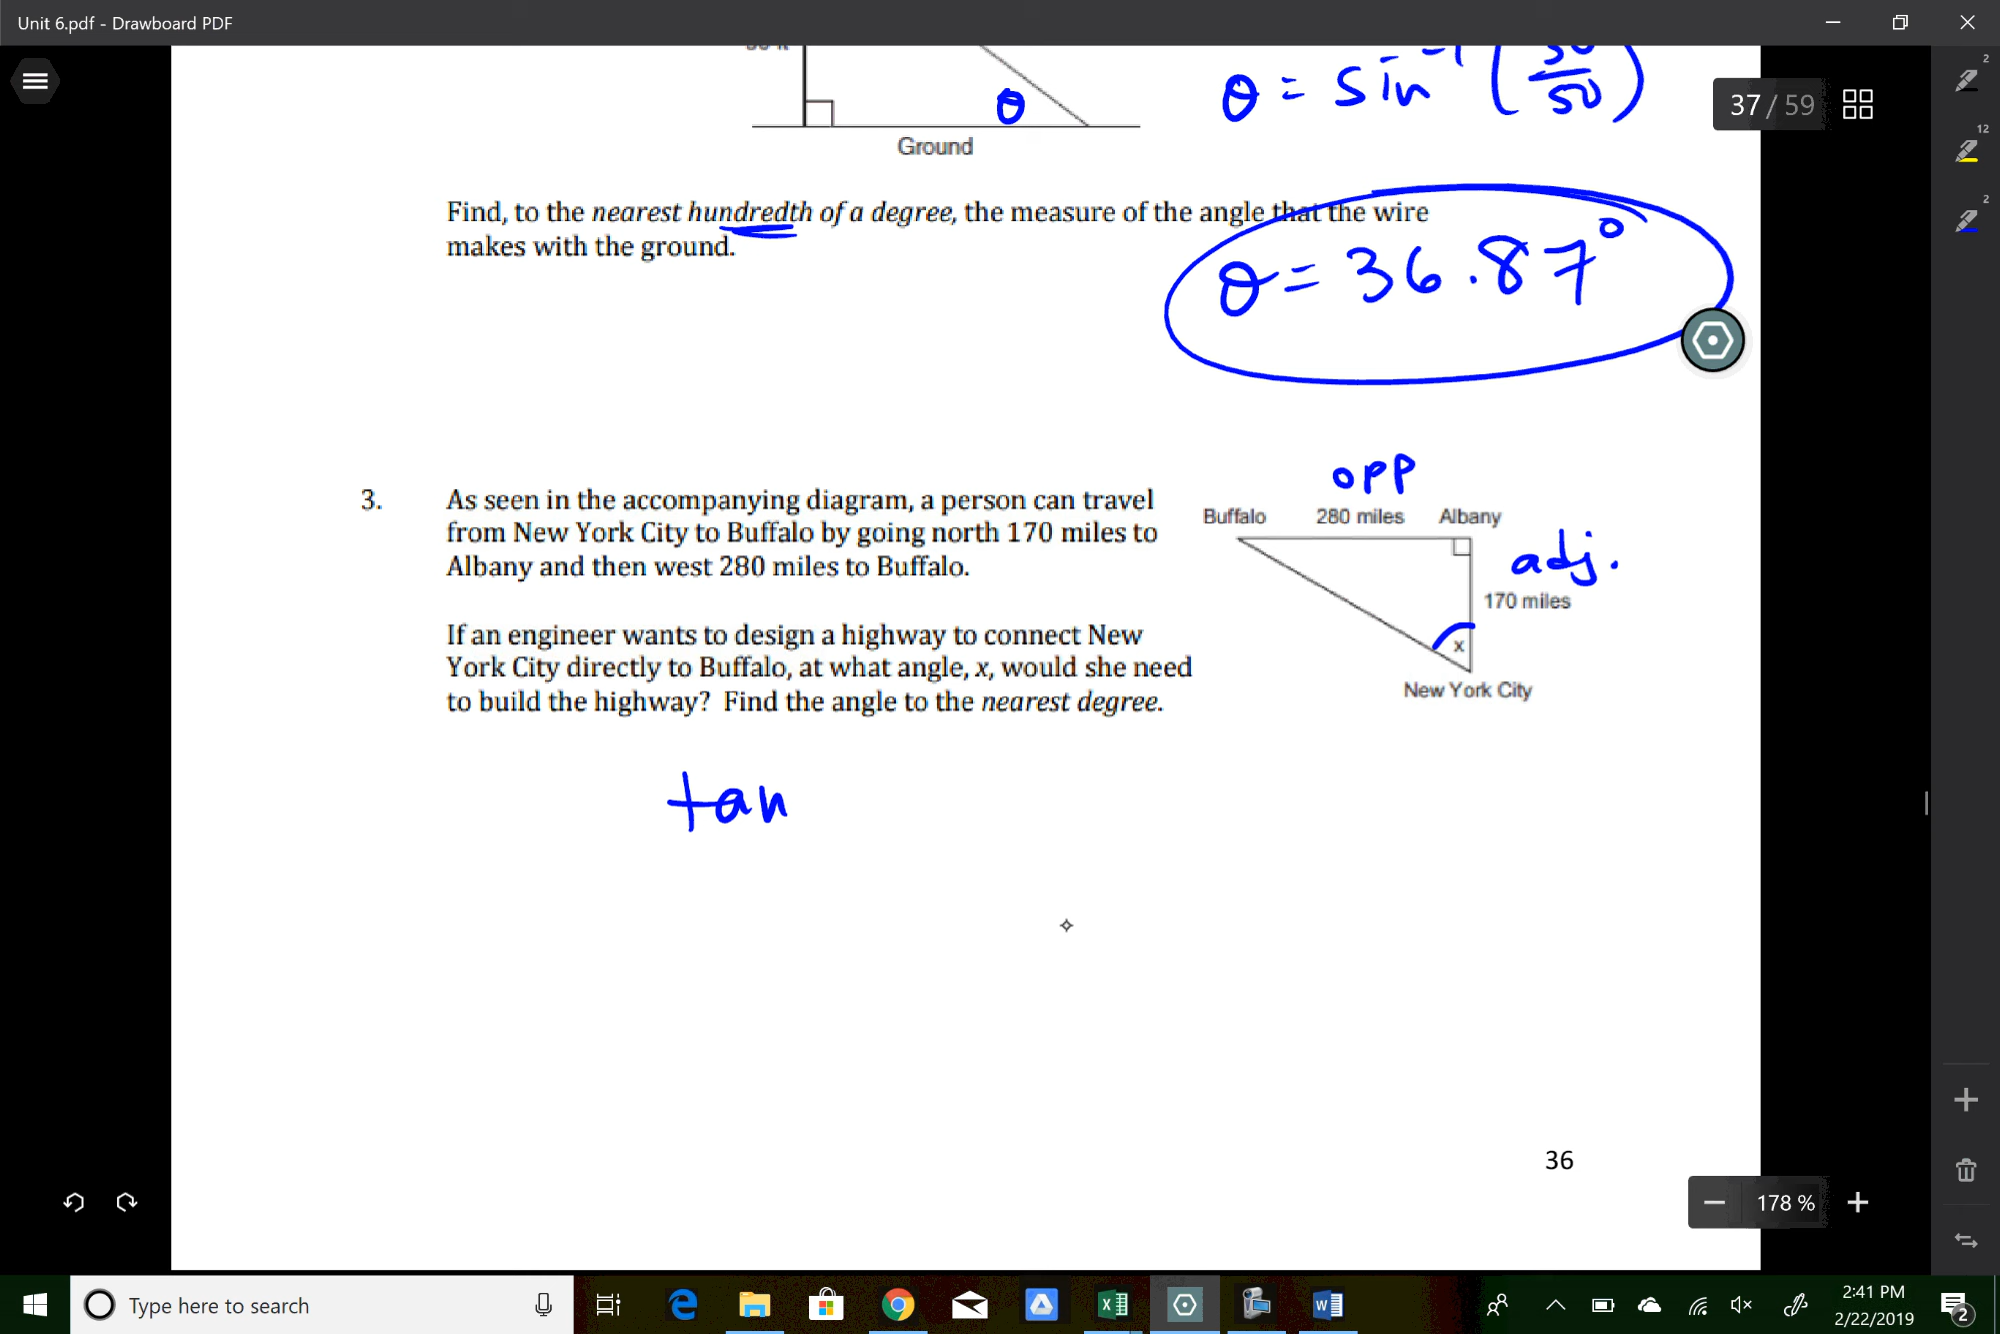 Unit 6.pdf - Drawboard PDF
2
12
2
37 / 59
θ
θ = sin⁻¹ (30/50)
Ground
Find, to the nearest hundredth of a degree, the measure of the angle that the wire
makes with the ground.
θ = 36.87°
3.
As seen in the accompanying diagram, a person can travel
from New York City to Buffalo by going north 170 miles to
Albany and then west 280 miles to Buffalo.
If an engineer wants to design a highway to connect New
York City directly to Buffalo, at what angle, x, would she need
to build the highway? Find the angle to the nearest degree.
opp
Buffalo 280 miles Albany
adj.
170 miles
x
New York City
tan
36
178 %
Type here to search
2:41 PM
2/22/2019
2